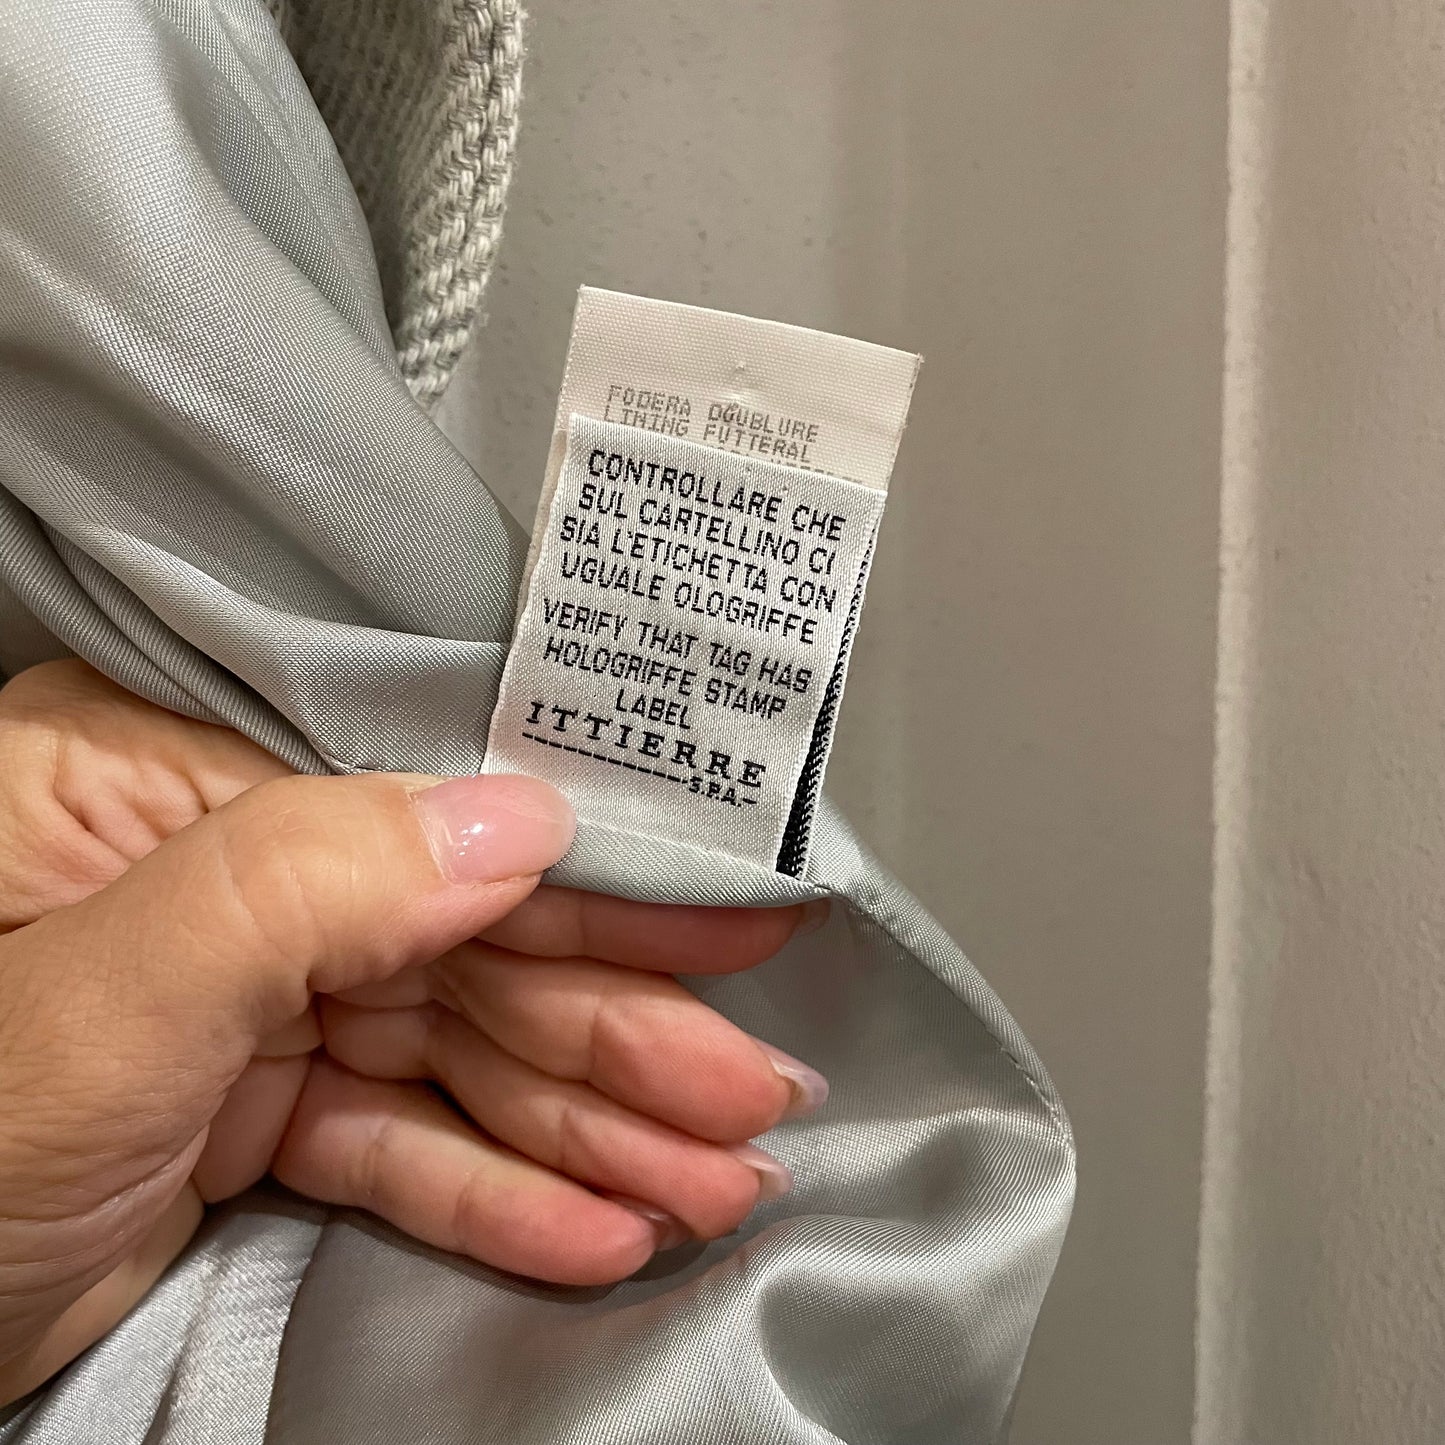 FODERA DOUBLURE
LINING FUTTERAL
CONTROLLARE CHE
SUL CARTELLINO CI
SIA L'ETICHETTA CON
UGUALE OLOGRIFFE
VERIFY THAT TAG HAS
HOLOGRIFFE STAMP
LABEL
ITTIERRE
S.P.A.